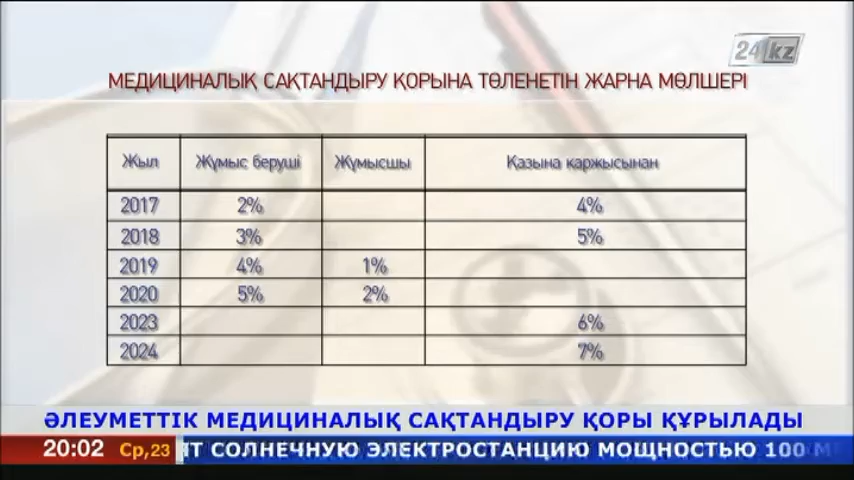 24 kz
МЕДИЦИНАЛЫҚ САҚТАНДЫРУ ҚОРЫНА ТӨЛЕНЕТІН ЖАРНА МӨЛШЕРІ
Жыл Жұмыс беруші Жұмысшы Қазына қаржысынан
2017 2% 4%
2018 3% 5%
2019 4% 1%
2020 5% 2%
2023 6%
2024 7%
ӘЛЕУМЕТТІК МЕДИЦИНАЛЫҚ САҚТАНДЫРУ ҚОРЫ ҚҰРЫЛАДЫ
20:02 Ср,23 СОЛНЕЧНУЮ ЭЛЕКТРОСТАНЦИЮ МОЩНОСТЬЮ 100